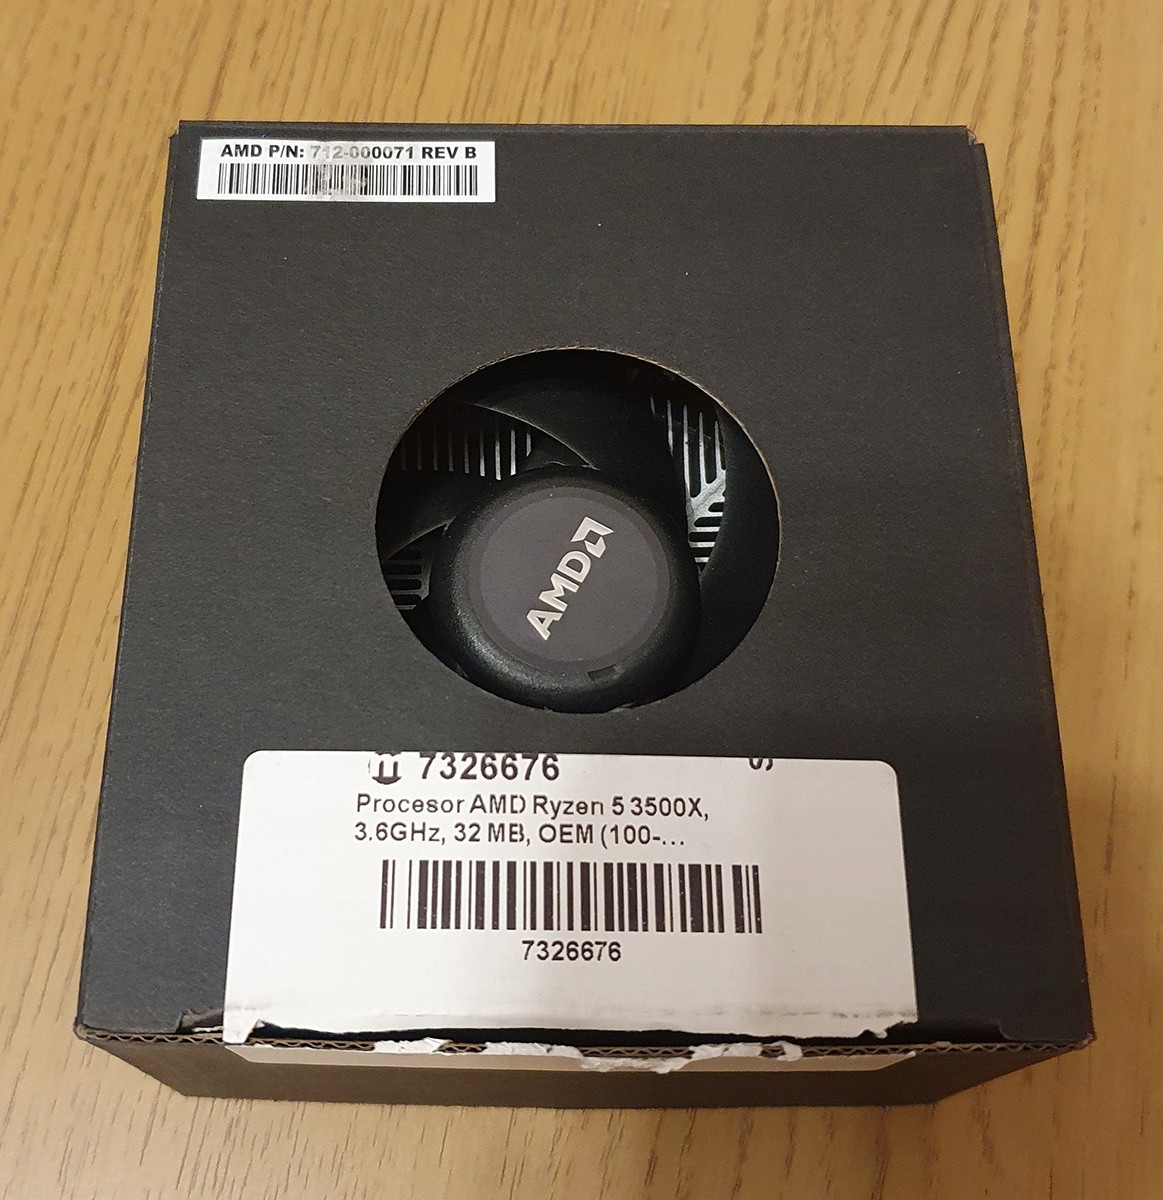 AMD P/N: 712-000071 REV B
AMD
7326676
Procesor AMD Ryzen 5 3500X,
3.6GHz, 32 MB, OEM (100-...
7326676